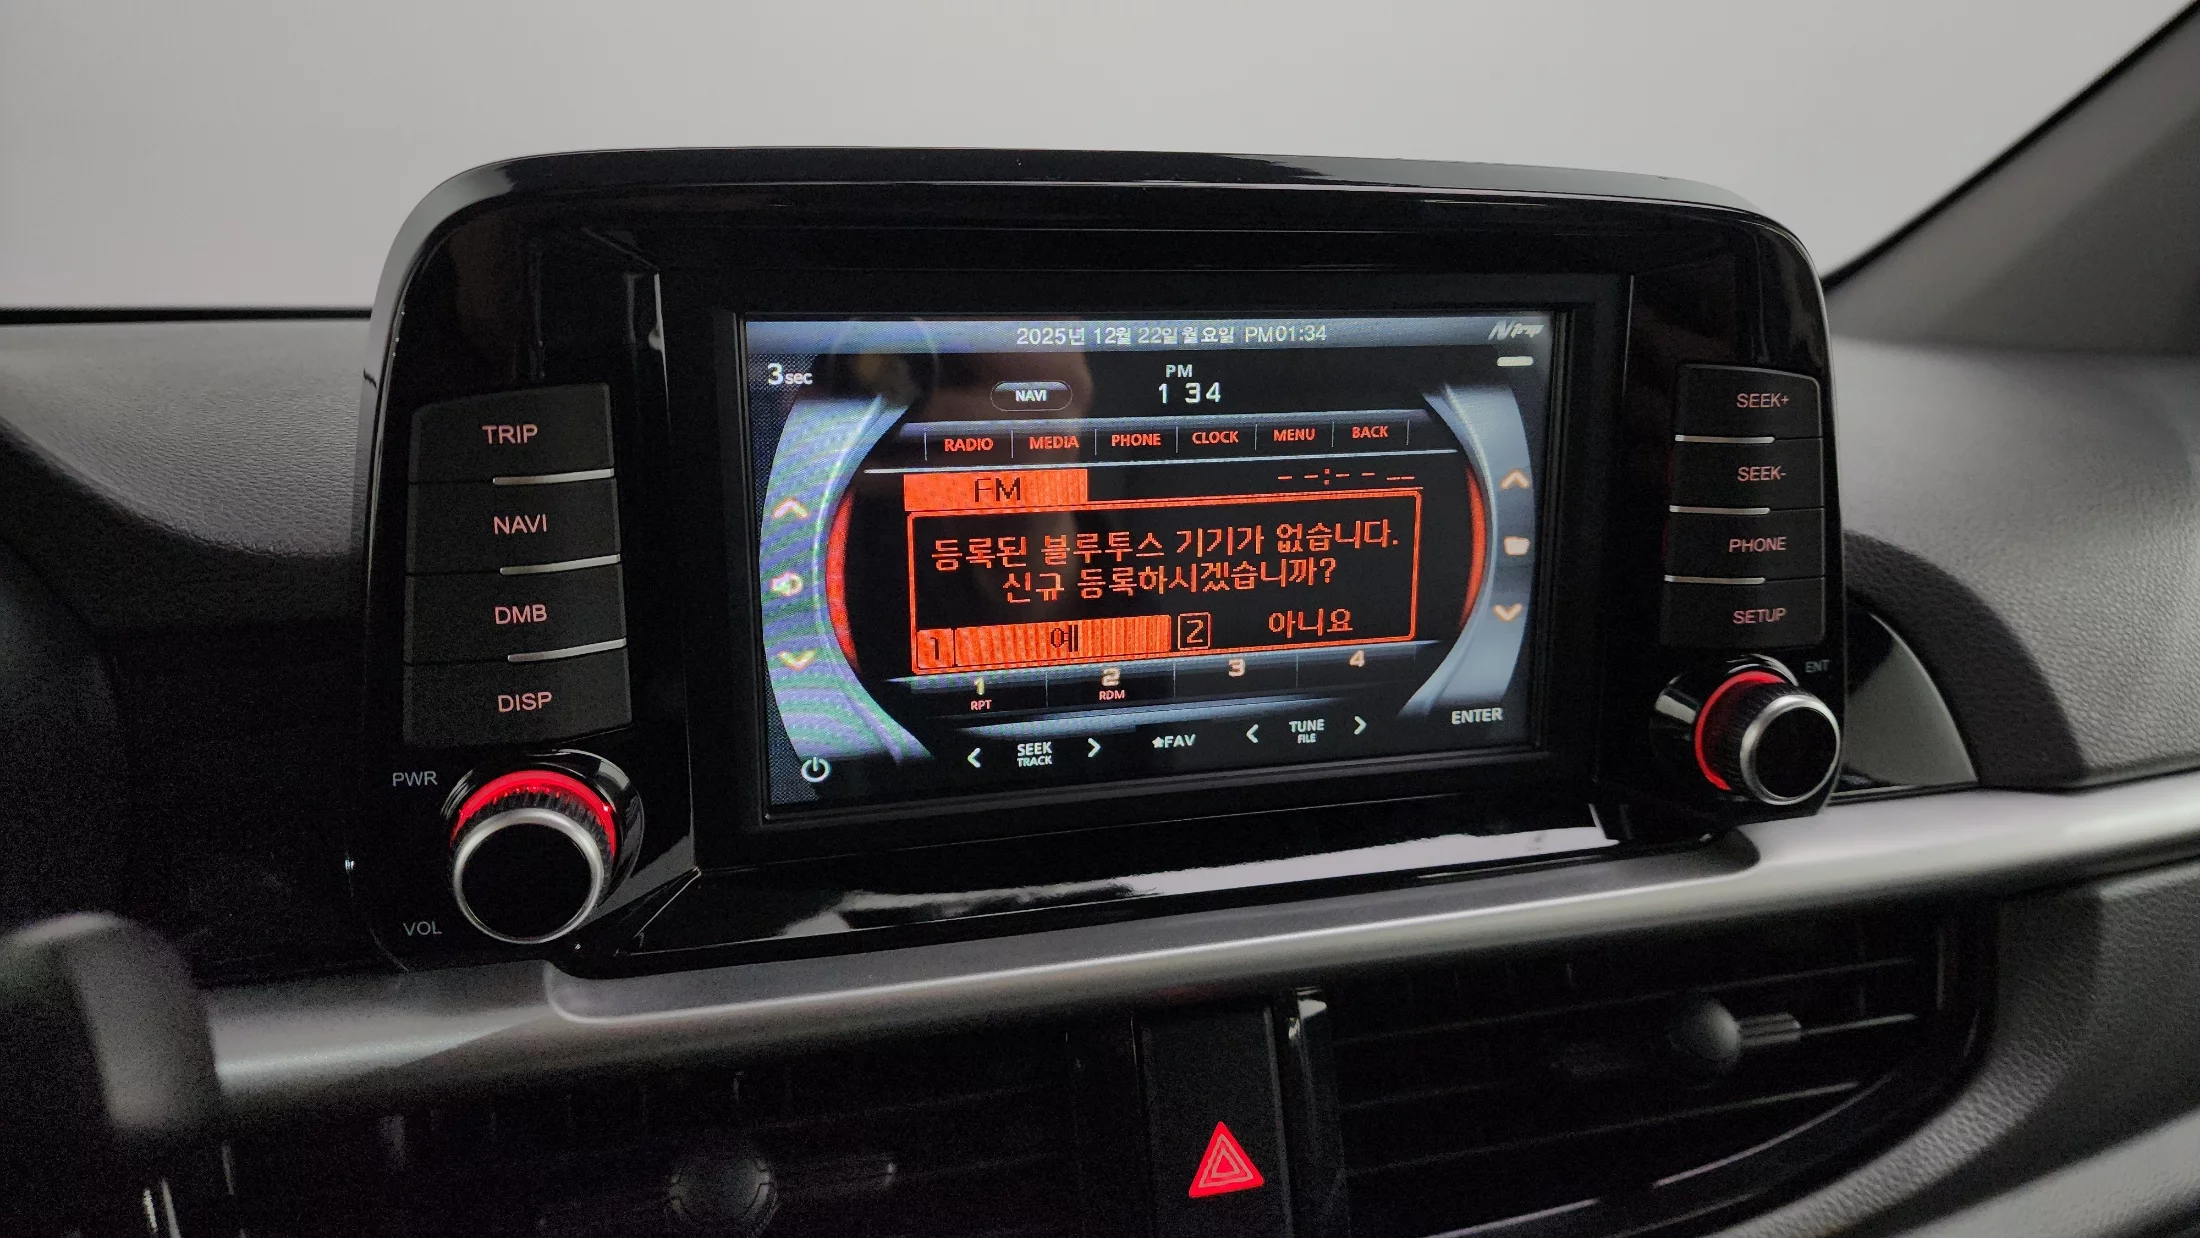 2025년 12월 22일 월요일 PM 01:34
Ntrip
3sec
NAVI
PM
1 34
RADIO MEDIA PHONE CLOCK MENU BACK
FM --:-- --
등록된 블루투스 기기가 없습니다.
신규 등록하시겠습니까?
1 예 2 아니요
1 2 3 4
RPT RDM
SEEK
TRACK
★FAV
TUNE
FILE
ENTER
TRIP
NAVI
DMB
DISP
PWR
VOL
SEEK+
SEEK-
PHONE
SETUP
ENT